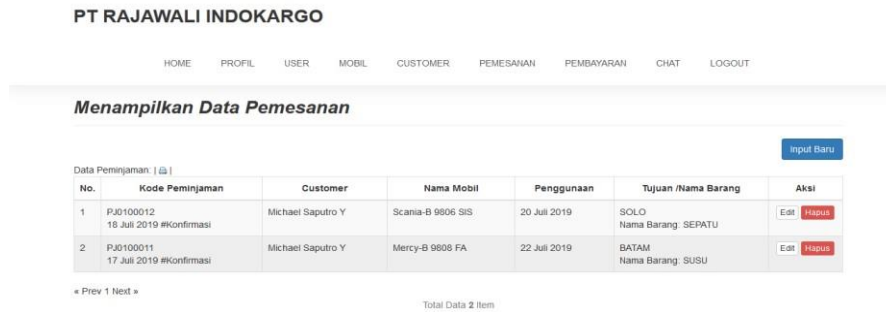 PT RAJAWALI INDOKARGO
HOME PROFIL USER MOBIL CUSTOMER PEMESANAN PEMBAYARAN CHAT LOGOUT
Menampilkan Data Pemesanan
Input Baru
Data Peminjaman: | |
No. Kode Peminjaman Customer Nama Mobil Penggunaan Tujuan /Nama Barang Aksi
1 PJ0100012 Michael Saputro Y Scania-B 9806 SIS 20 Juli 2019 SOLO Edit Hapus
18 Juli 2019 #Konfirmasi Nama Barang: SEPATU
2 PJ0100011 Michael Saputro Y Mercy-B 9808 FA 22 Juli 2019 BATAM Edit Hapus
17 Juli 2019 #Konfirmasi Nama Barang: SUSU
« Prev 1 Next »
Total Data 2 Item